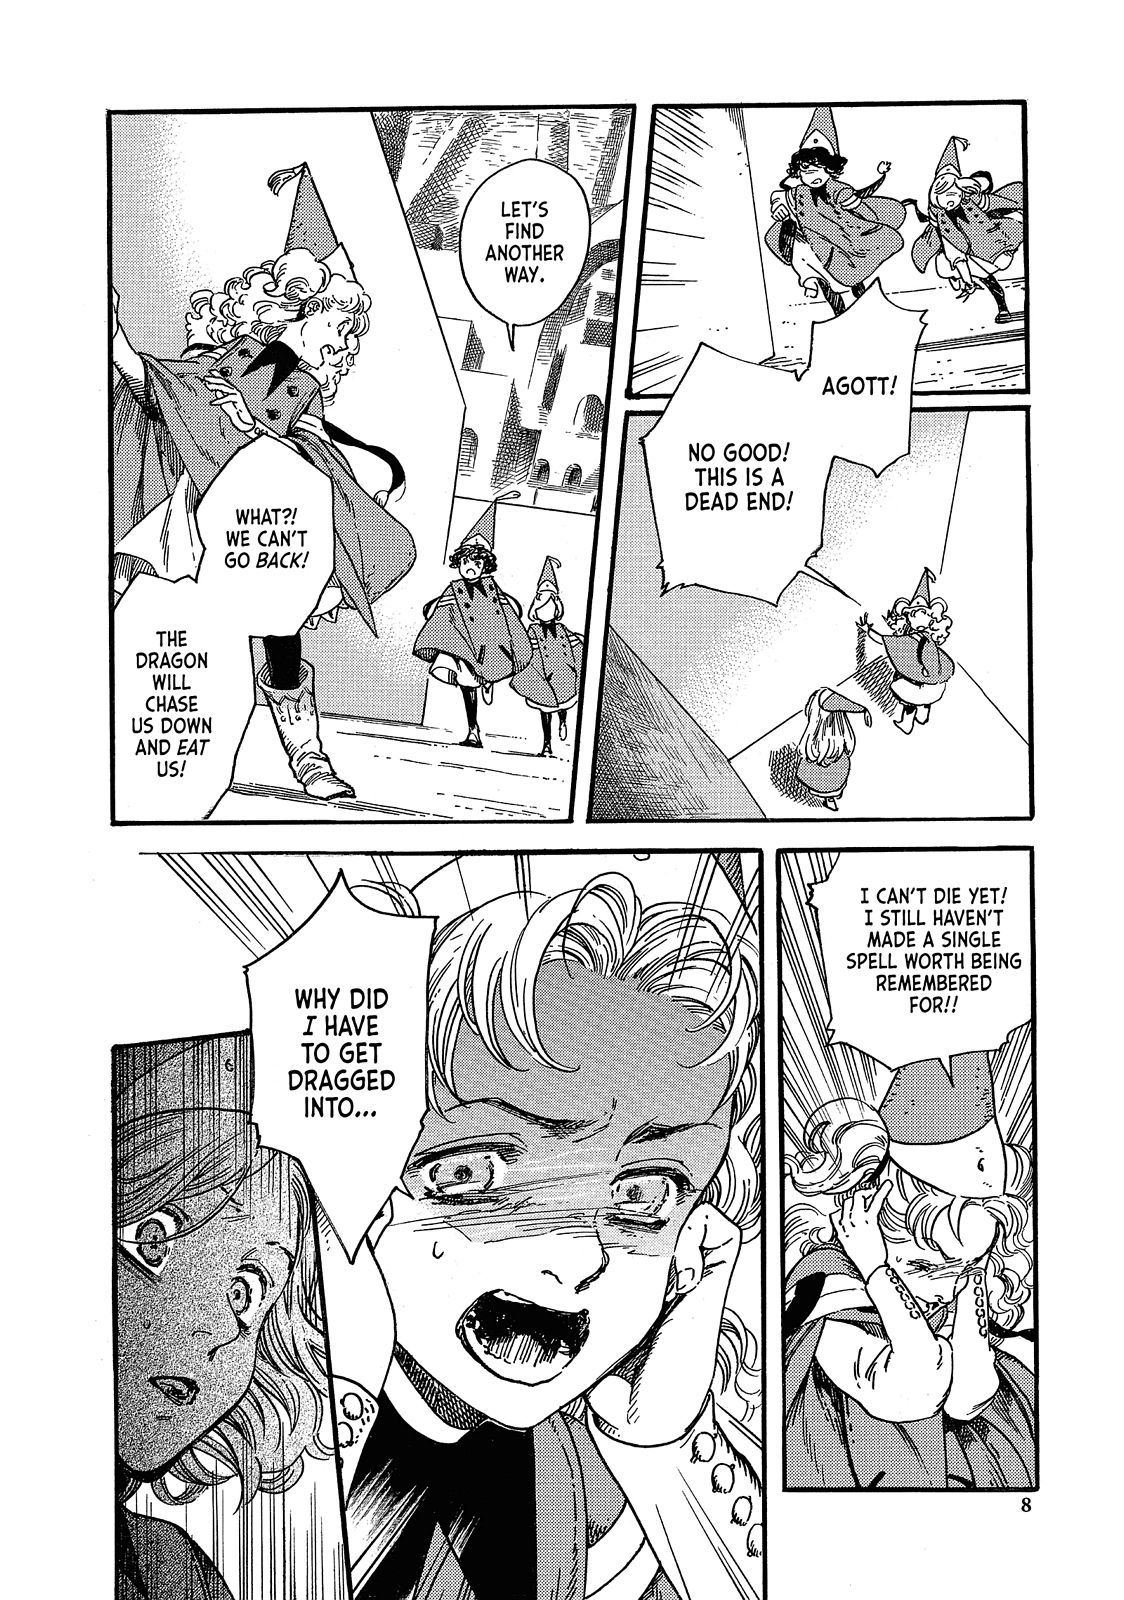 AGOTT!
NO GOOD!
THIS IS A
DEAD END!
LET'S
FIND
ANOTHER
WAY.
WHAT?!
WE CAN'T
GO BACK!
THE
DRAGON
WILL
CHASE
US DOWN
AND EAT
US!
I CAN'T DIE YET!
I STILL HAVEN'T
MADE A SINGLE
SPELL WORTH BEING
REMEMBERED
FOR!!
WHY DID
I HAVE
TO GET
DRAGGED
INTO...
8